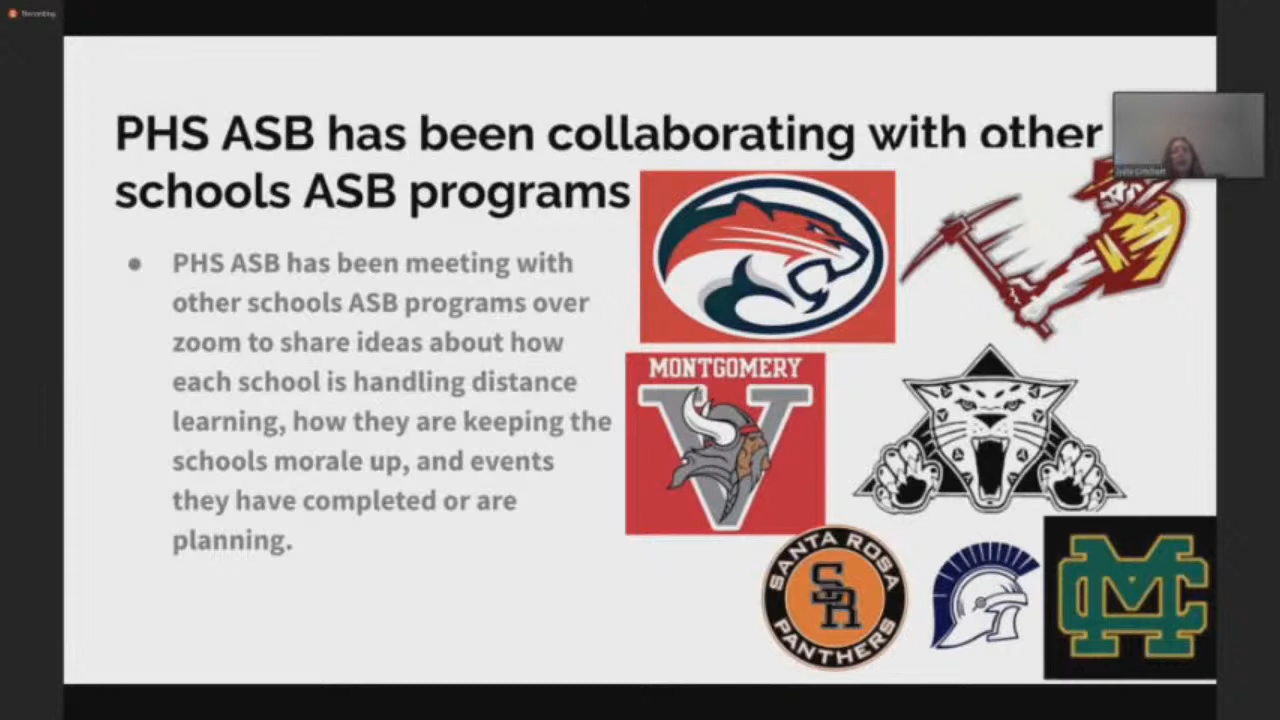 Recording
PHS ASB has been collaborating with other
schools ASB programs
● PHS ASB has been meeting with
other schools ASB programs over
zoom to share ideas about how
each school is handling distance
learning, how they are keeping the
schools morale up, and events
they have completed or are
planning.
MONTGOMERY
V
SANTA ROSA
SR
PANTHERS
MC